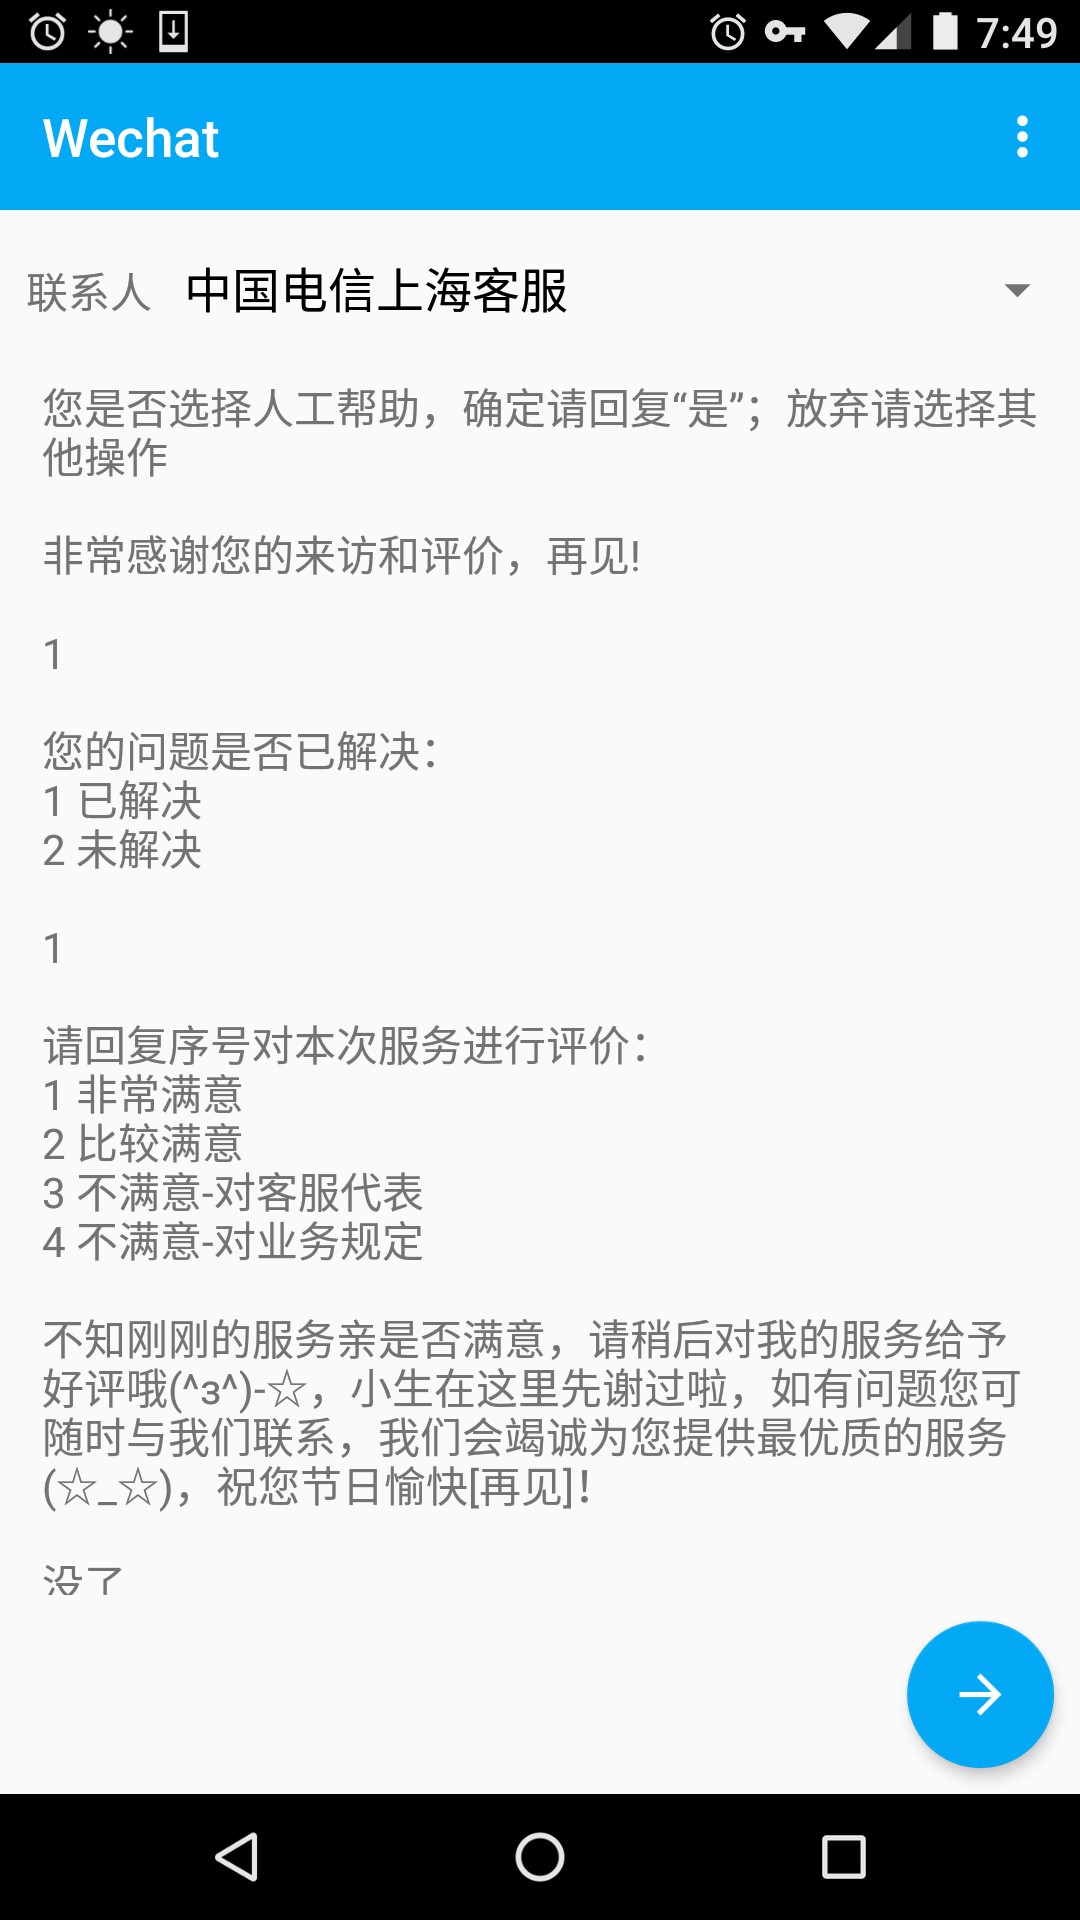 7:49
Wechat
联系人 中国电信上海客服
您是否选择人工帮助，确定请回复“是”；放弃请选择其
他操作
非常感谢您的来访和评价，再见！
1
您的问题是否已解决：
1 已解决
2 未解决
1
请回复序号对本次服务进行评价：
1 非常满意
2 比较满意
3 不满意-对客服代表
4 不满意-对业务规定
不知刚刚的服务亲是否满意，请稍后对我的服务给予
好评哦(^з^)-☆，小生在这里先谢过啦，如有问题您可
随时与我们联系，我们会竭诚为您提供最优质的服务
(☆_☆)，祝您节日愉快[再见]！
没了